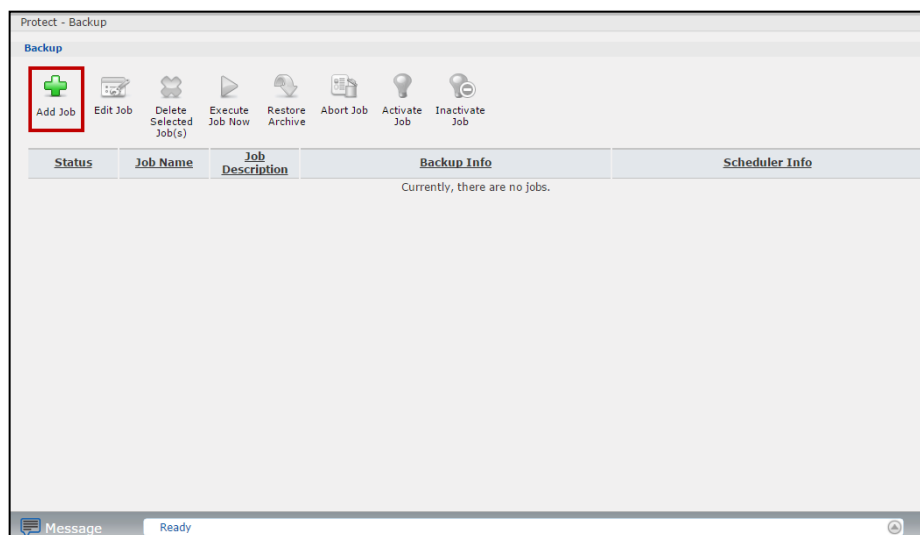 Protect - Backup
Backup
Add Job
Edit Job
Delete
Selected
Job(s)
Execute
Job Now
Restore
Archive
Abort Job
Activate
Job
Inactivate
Job
Status
Job Name
Job
Description
Backup Info
Scheduler Info
Currently, there are no jobs.
Message
Ready